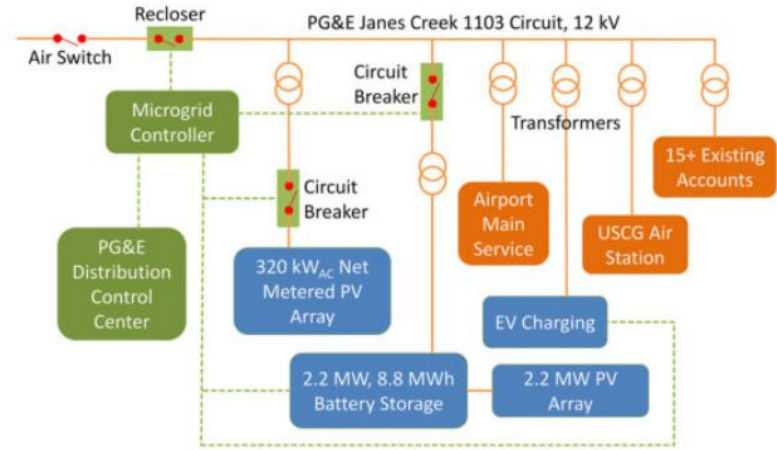 PG&E Janes Creek 1103 Circuit, 12 kV
Recloser
Air Switch
Circuit
Breaker
Microgrid
Controller
Transformers
15+ Existing
Accounts
Circuit
Breaker
Airport
Main
Service
USCG Air
Station
PG&E
Distribution
Control
Center
320 kWAC Net
Metered PV
Array
EV Charging
2.2 MW, 8.8 MWh
Battery Storage
2.2 MW PV
Array